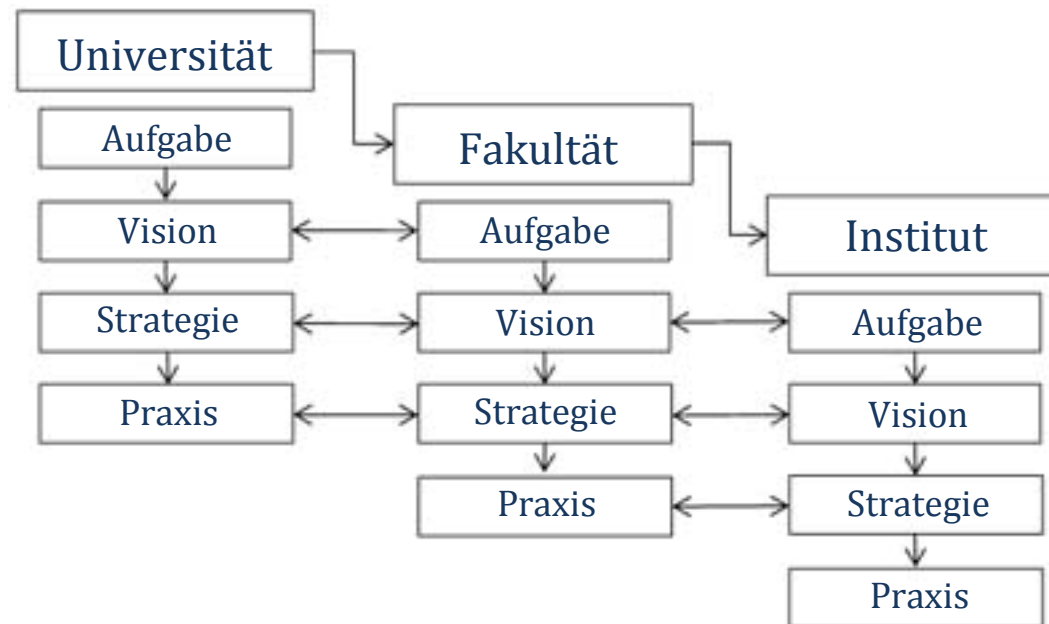 Universität
Aufgabe
Vision
Strategie
Praxis
Fakultät
Aufgabe
Vision
Strategie
Praxis
Institut
Aufgabe
Vision
Strategie
Praxis